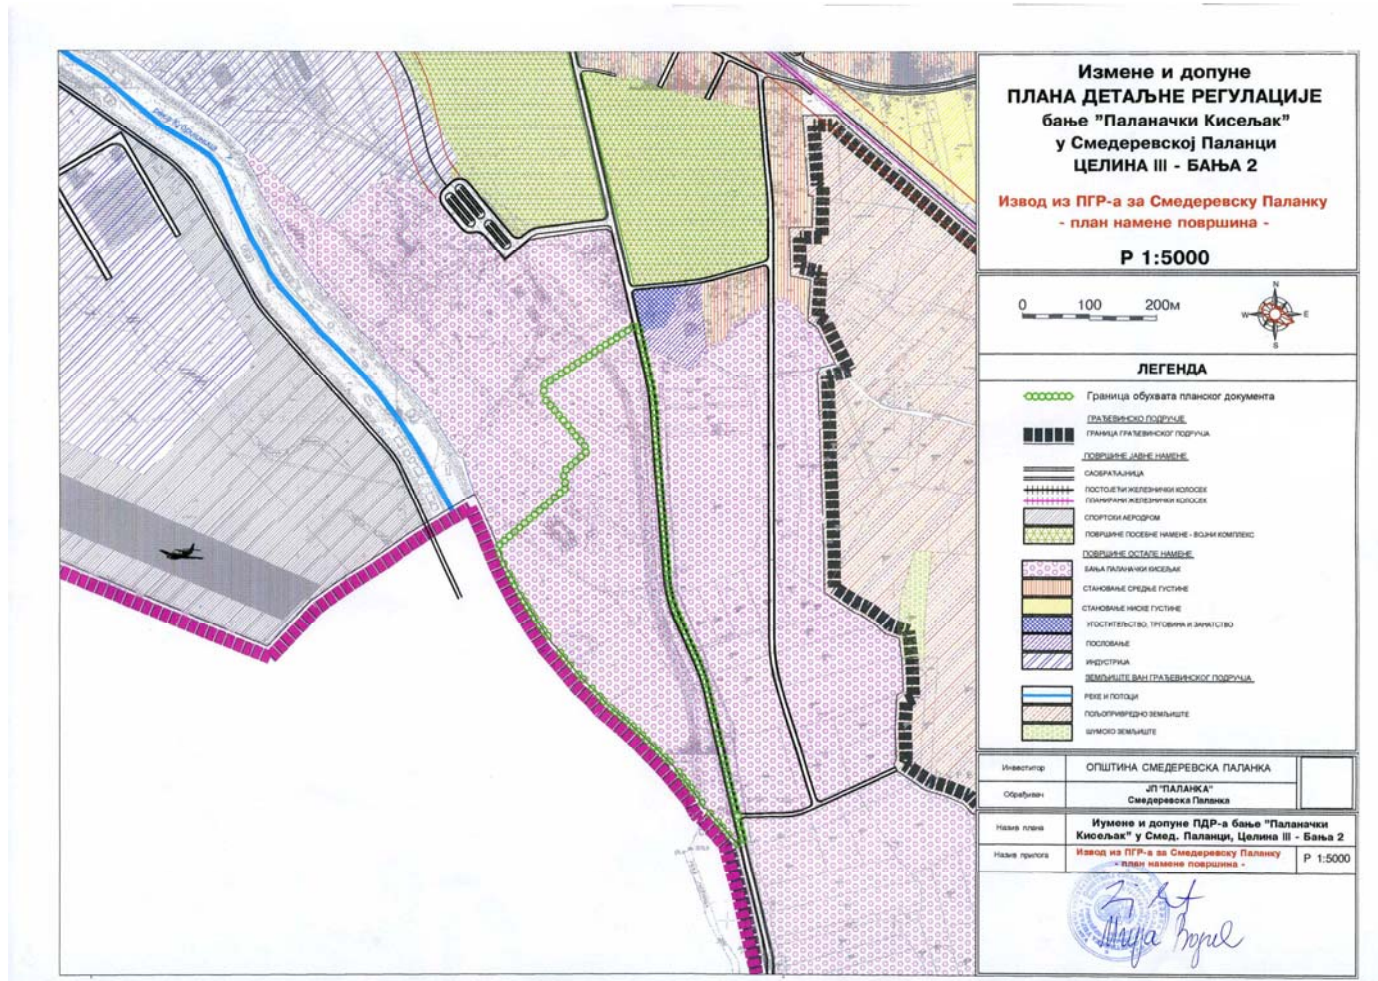 Измене и допуне
ПЛАНА ДЕТАЉНЕ РЕГУЛАЦИЈЕ
бање "Паланачки Кисељак"
у Смедеревској Паланци
ЦЕЛИНА III - БАЊА 2
Извод из ПГР-а за Смедеревску Паланку
- план намене површина -
Р 1:5000
0 100 200м
N
W E
S
ЛЕГЕНДА
Граница обухвата планског документа
ГРАЂЕВИНСКО ПОДРУЧЈЕ
ГРАНИЦА ГРАЂЕВИНСКОГ ПОДРУЧЈА
ПОВРШИНЕ ЈАВНЕ НАМЕНЕ
САОБРАЋАЈНИЦА
ПОСТОЈЕЋИ ЖЕЛЕЗНИЧКИ КОЛОСЕК
ПЛАНИРАНИ ЖЕЛЕЗНИЧКИ КОЛОСЕК
СПОРТСКИ АЕРОДРОМ
ПОВРШИНЕ ПОСЕБНЕ НАМЕНЕ - ВОЈНИ КОМПЛЕКС
ПОВРШИНЕ ОСТАЛЕ НАМЕНЕ
БАЊА ПАЛАНАЧКИ КИСЕЉАК
СТАНОВАЊЕ СРЕДЊЕ ГУСТИНЕ
СТАНОВАЊЕ НИСКЕ ГУСТИНЕ
УГОСТИТЕЉСТВО, ТРГОВИНА И ЗАНАТСТВО
ПОСЛОВАЊЕ
ИНДУСТРИЈА
ЗЕМЉИШТЕ ВАН ГРАЂЕВИНСКОГ ПОДРУЧЈА
РЕКЕ И ПОТОЦИ
ПОЉОПРИВРЕДНО ЗЕМЉИШТЕ
ШУМСКО ЗЕМЉИШТЕ
Инвеститор ОПШТИНА СМЕДЕРЕВСКА ПАЛАНКА
Обрађивач ЈП "ПАЛАНКА"
Смедеревска Паланка
Назив плана Иумене и допуне ПДР-а бање "Паланачки
Кисељак" у Смед. Паланци, Целина III - Бања 2
Назив прилога Извод из ПГР-а за Смедеревску Паланку
- план намене површина -
Р 1:5000